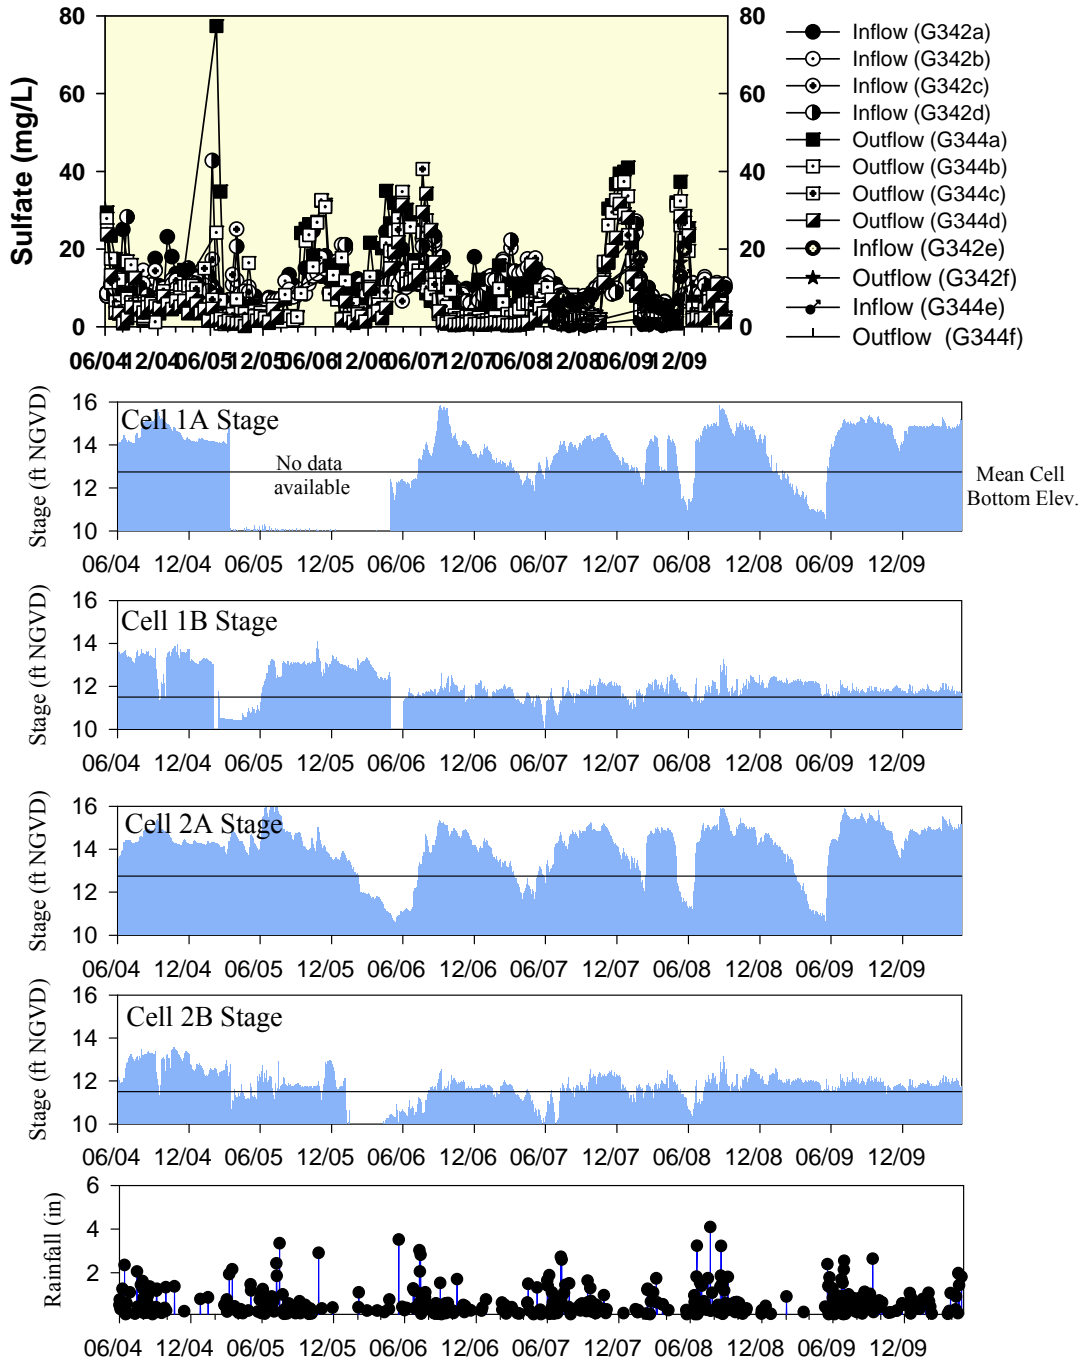 80
60
40
20
0
Sulfate (mg/L)
80
60
40
20
0
06/04 12/04 06/05 12/05 06/06 12/06 06/07 12/07 06/08 12/08 06/09 12/09
Inflow (G342a)
Inflow (G342b)
Inflow (G342c)
Inflow (G342d)
Outflow (G344a)
Outflow (G344b)
Outflow (G344c)
Outflow (G344d)
Inflow (G342e)
Outflow (G342f)
Inflow (G344e)
Outflow (G344f)
Stage (ft NGVD)
16
14
12
10
Cell 1A Stage
No data
available
Mean Cell
Bottom Elev.
06/04 12/04 06/05 12/05 06/06 12/06 06/07 12/07 06/08 12/08 06/09 12/09
Stage (ft NGVD)
16
14
12
10
Cell 1B Stage
06/04 12/04 06/05 12/05 06/06 12/06 06/07 12/07 06/08 12/08 06/09 12/09
Stage (ft NGVD)
16
14
12
10
Cell 2A Stage
06/04 12/04 06/05 12/05 06/06 12/06 06/07 12/07 06/08 12/08 06/09 12/09
Stage (ft NGVD)
16
14
12
10
Cell 2B Stage
06/04 12/04 06/05 12/05 06/06 12/06 06/07 12/07 06/08 12/08 06/09 12/09
Rainfall (in)
6
4
2
06/04 12/04 06/05 12/05 06/06 12/06 06/07 12/07 06/08 12/08 06/09 12/09